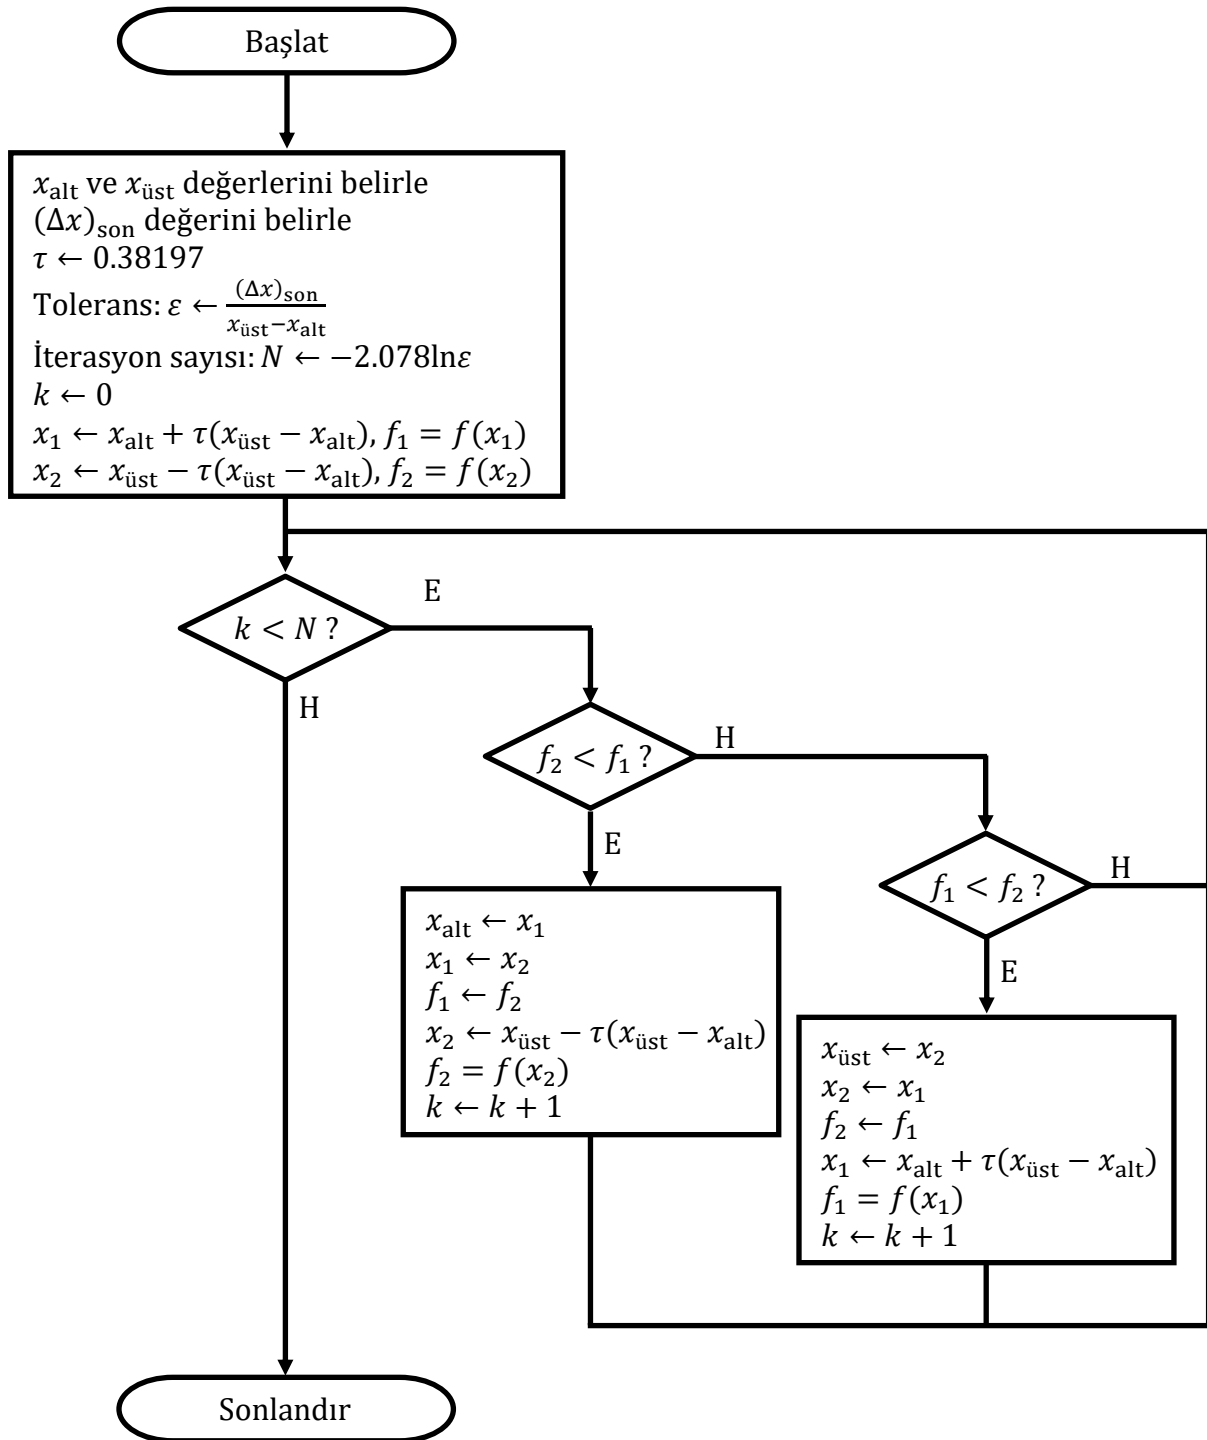 Başlat
x_alt ve x_üst değerlerini belirle
(Δx)_son değerini belirle
τ ← 0.38197
Tolerans: ε ← (Δx)_son / (x_üst−x_alt)
İterasyon sayısı: N ← −2.078lnε
k ← 0
x_1 ← x_alt + τ(x_üst − x_alt), f_1 = f(x_1)
x_2 ← x_üst − τ(x_üst − x_alt), f_2 = f(x_2)
k < N ?
E
H
f_2 < f_1 ?
H
E
f_1 < f_2 ?
H
E
x_alt ← x_1
x_1 ← x_2
f_1 ← f_2
x_2 ← x_üst − τ(x_üst − x_alt)
f_2 = f(x_2)
k ← k + 1
x_üst ← x_2
x_2 ← x_1
f_2 ← f_1
x_1 ← x_alt + τ(x_üst − x_alt)
f_1 = f(x_1)
k ← k + 1
Sonlandır